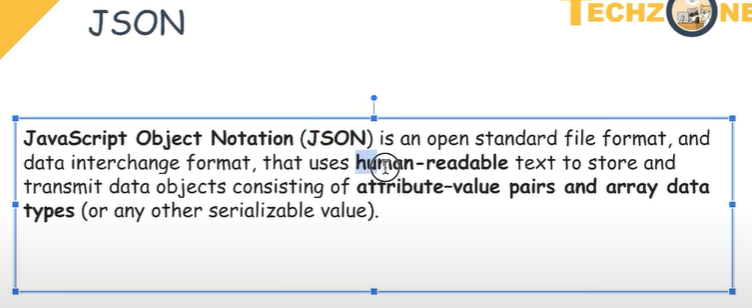 JSON
TECHZ NE
JavaScript Object Notation (JSON) is an open standard file format, and
data interchange format, that uses human-readable text to store and
transmit data objects consisting of attribute-value pairs and array data
types (or any other serializable value).